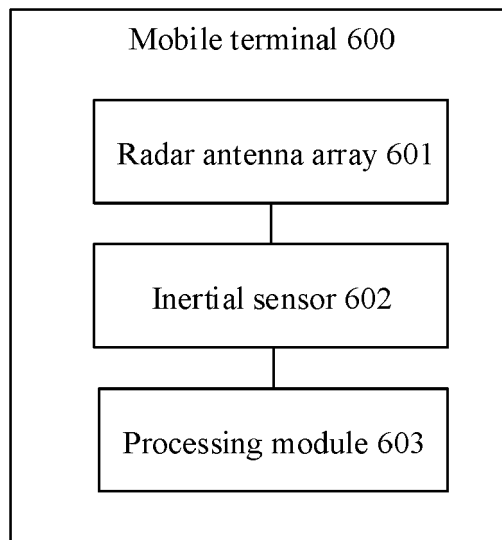 Mobile terminal 600
Radar antenna array 601
Inertial sensor 602
Processing module 603